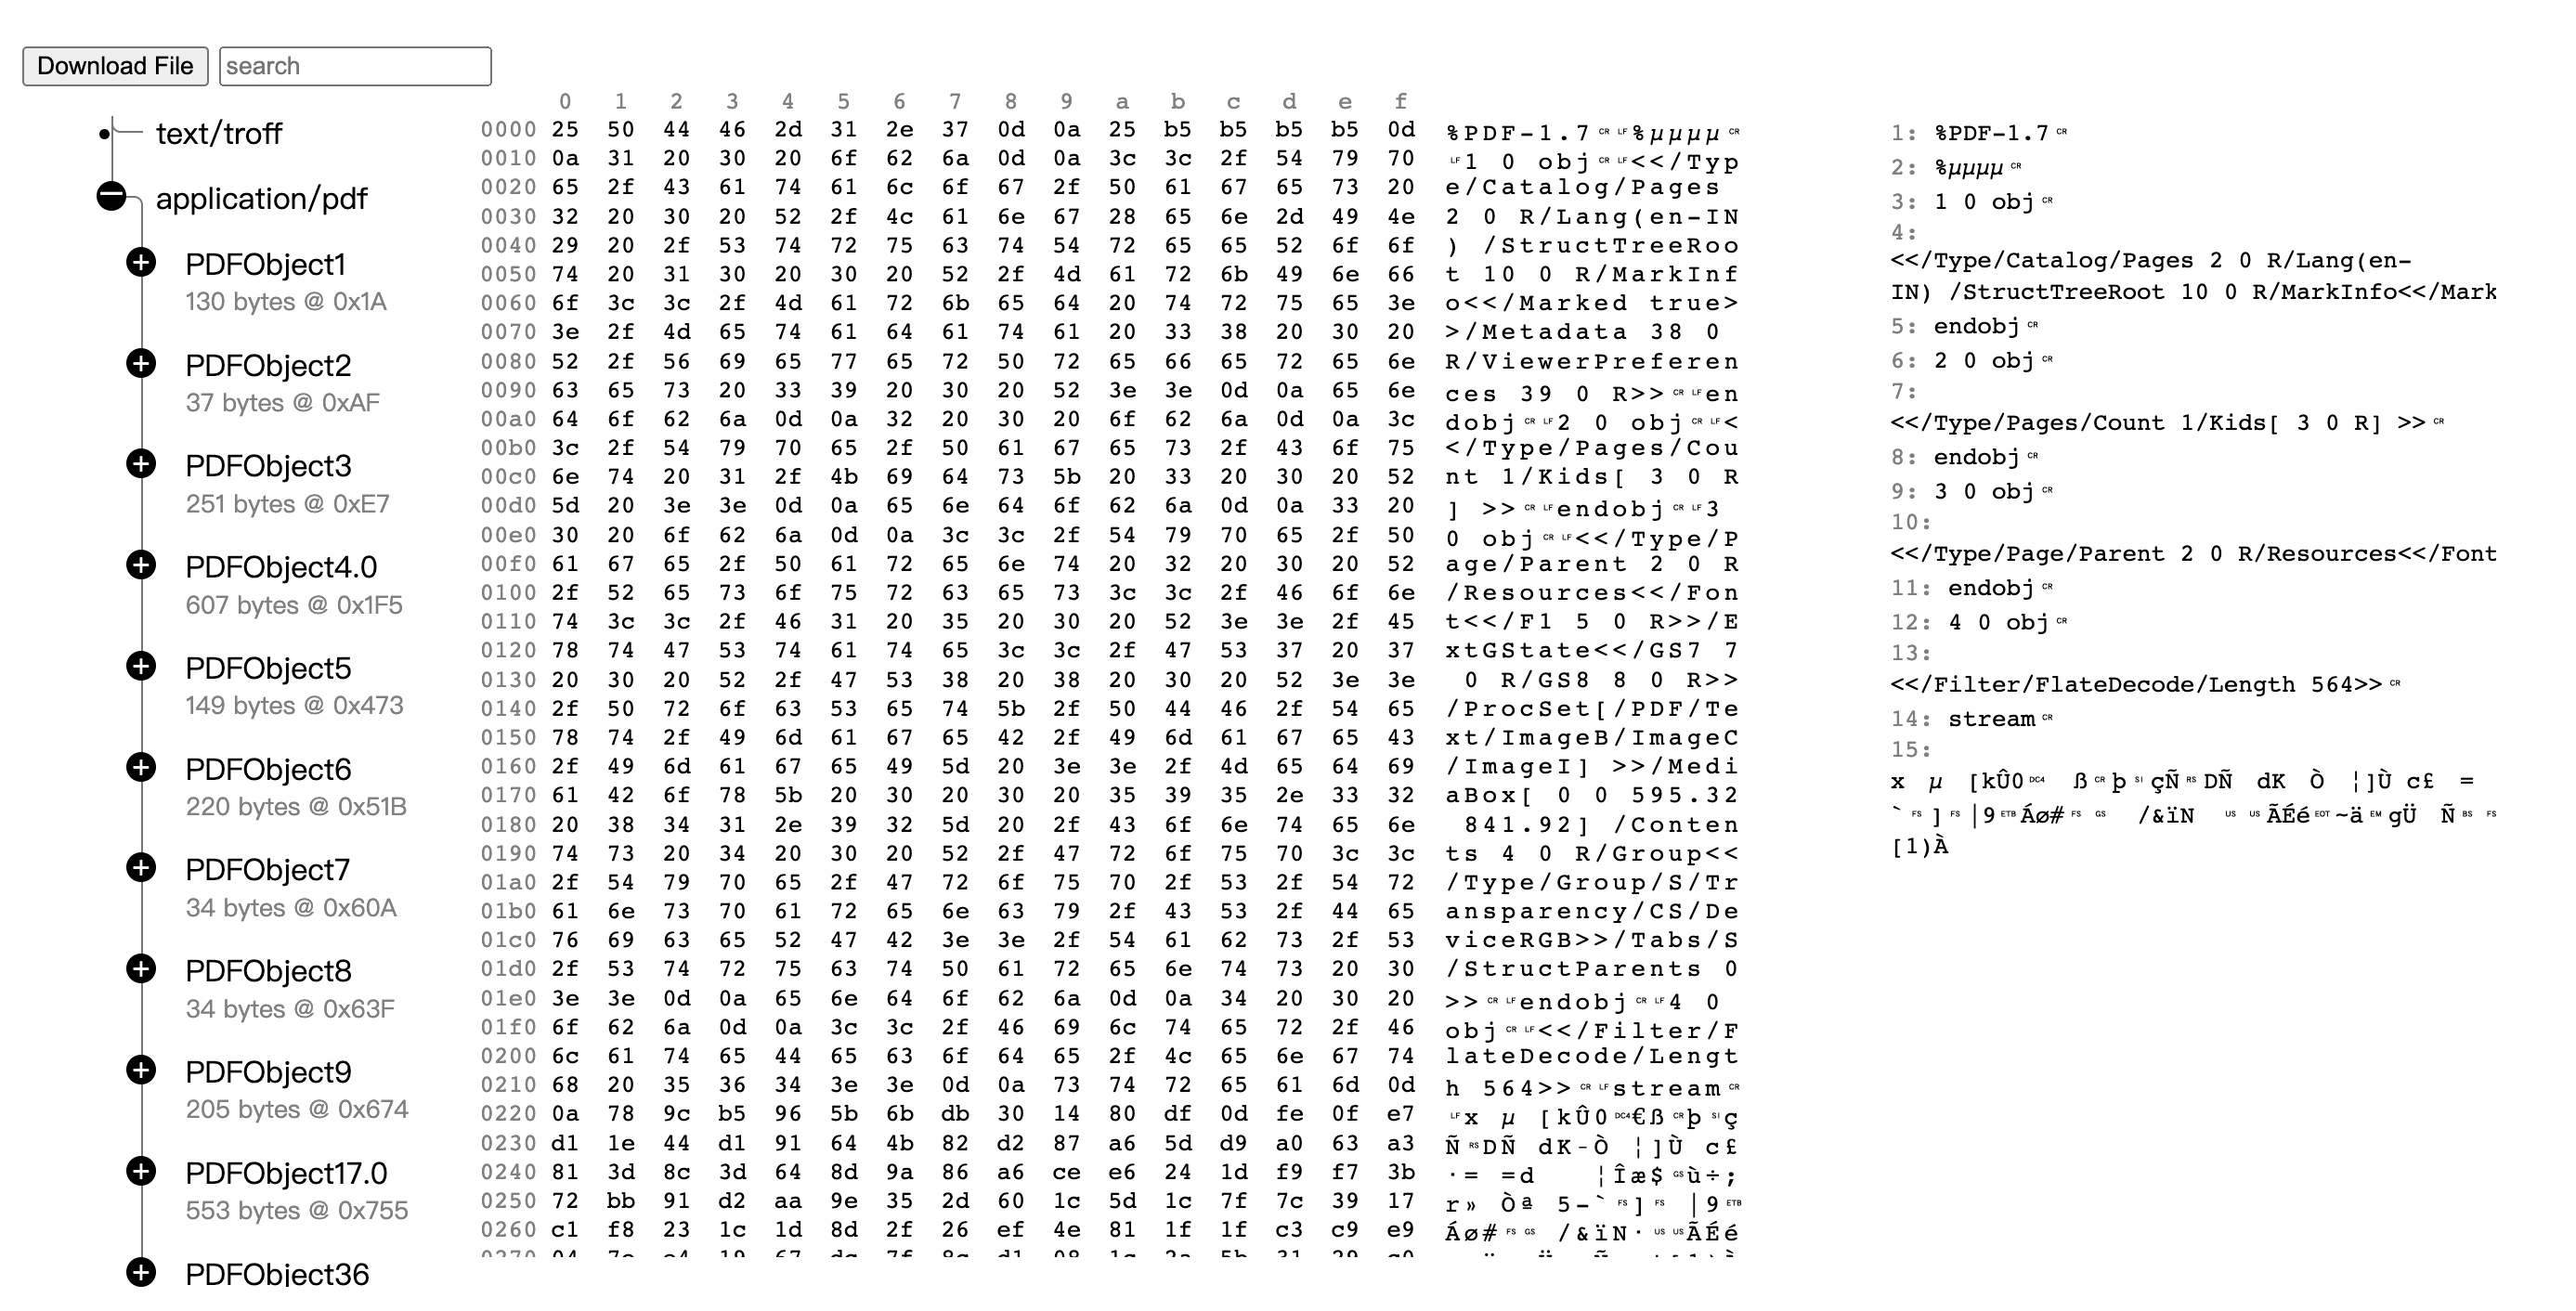 Download File search
text/troff
application/pdf
PDFObject1
130 bytes @ 0x1A
PDFObject2
37 bytes @ 0xAF
PDFObject3
251 bytes @ 0xE7
PDFObject4.0
607 bytes @ 0x1F5
PDFObject5
149 bytes @ 0x473
PDFObject6
220 bytes @ 0x51B
PDFObject7
34 bytes @ 0x60A
PDFObject8
34 bytes @ 0x63F
PDFObject9
205 bytes @ 0x674
PDFObject17.0
553 bytes @ 0x755
PDFObject36
0 1 2 3 4 5 6 7 8 9 a b c d e f
0000 25 50 44 46 2d 31 2e 37 0d 0a 25 b5 b5 b5 b5 0d %PDF-1.7CRLF%µµµµCR
0010 0a 31 20 30 20 6f 62 6a 0d 0a 3c 3c 2f 54 79 70 LF1 0 objCRLF<</Typ
0020 65 2f 43 61 74 61 6c 6f 67 2f 50 61 67 65 73 20 e/Catalog/Pages
0030 32 20 30 20 52 2f 4c 61 6e 67 28 65 6e 2d 49 4e 2 0 R/Lang(en-IN
0040 29 20 2f 53 74 72 75 63 74 54 72 65 65 52 6f 6f ) /StructTreeRoo
0050 74 20 31 30 20 30 20 52 2f 4d 61 72 6b 49 6e 66 t 10 0 R/MarkInf
0060 6f 3c 3c 2f 4d 61 72 6b 65 64 20 74 72 75 65 3e o<</Marked true>
0070 3e 2f 4d 65 74 61 64 61 74 61 20 33 38 20 30 20 >/Metadata 38 0
0080 52 2f 56 69 65 77 65 72 50 72 65 66 65 72 65 6e R/ViewerPreferen
0090 63 65 73 20 33 39 20 30 20 52 3e 3e 0d 0a 65 6e ces 39 0 R>>CRLFen
00a0 64 6f 62 6a 0d 0a 32 20 30 20 6f 62 6a 0d 0a 3c dobjCRLF2 0 objCRLF<
00b0 3c 2f 54 79 70 65 2f 50 61 67 65 73 2f 43 6f 75 </Type/Pages/Cou
00c0 6e 74 20 31 2f 4b 69 64 73 5b 20 33 20 30 20 52 nt 1/Kids[ 3 0 R
00d0 5d 20 3e 3e 0d 0a 65 6e 64 6f 62 6a 0d 0a 33 20 ] >>CRLFendobjCRLF3
00e0 30 20 6f 62 6a 0d 0a 3c 3c 2f 54 79 70 65 2f 50 0 objCRLF<</Type/P
00f0 61 67 65 2f 50 61 72 65 6e 74 20 32 20 30 20 52 age/Parent 2 0 R
0100 2f 52 65 73 6f 75 72 63 65 73 3c 3c 2f 46 6f 6e /Resources<</Fon
0110 74 3c 3c 2f 46 31 20 35 20 30 20 52 3e 3e 2f 45 t<</F1 5 0 R>>/E
0120 78 74 47 53 74 61 74 65 3c 3c 2f 47 53 37 20 37 xtGState<</GS7 7
0130 20 30 20 52 2f 47 53 38 20 38 20 30 20 52 3e 3e 0 R/GS8 8 0 R>>
0140 2f 50 72 6f 63 53 65 74 5b 2f 50 44 46 2f 54 65 /ProcSet[/PDF/Te
0150 78 74 2f 49 6d 61 67 65 42 2f 49 6d 61 67 65 43 xt/ImageB/ImageC
0160 2f 49 6d 61 67 65 49 5d 20 3e 3e 2f 4d 65 64 69 /ImageI] >>/Medi
0170 61 42 6f 78 5b 20 30 20 30 20 35 39 35 2e 33 32 aBox[ 0 0 595.32
0180 20 38 34 31 2e 39 32 5d 20 2f 43 6f 6e 74 65 6e 841.92] /Conten
0190 74 73 20 34 20 30 20 52 2f 47 72 6f 75 70 3c 3c ts 4 0 R/Group<<
01a0 2f 54 79 70 65 2f 47 72 6f 75 70 2f 53 2f 54 72 /Type/Group/S/Tr
01b0 61 6e 73 70 61 72 65 6e 63 79 2f 43 53 2f 44 65 ansparency/CS/De
01c0 76 69 63 65 52 47 42 3e 3e 2f 54 61 62 73 2f 53 viceRGB>>/Tabs/S
01d0 2f 53 74 72 75 63 74 50 61 72 65 6e 74 73 20 30 /StructParents 0
01e0 3e 3e 0d 0a 65 6e 64 6f 62 6a 0d 0a 34 20 30 20 >>CRLFendobjCRLF4 0
01f0 6f 62 6a 0d 0a 3c 3c 2f 46 69 6c 74 65 72 2f 46 objCRLF<</Filter/F
0200 6c 61 74 65 44 65 63 6f 64 65 2f 4c 65 6e 67 74 lateDecode/Lengt
0210 68 20 35 36 34 3e 3e 0d 0a 73 74 72 65 61 6d 0d h 564>>CRLFstreamCR
0220 0a 78 9c b5 96 5b 6b db 30 14 80 df 0d fe 0f e7 LFx µ [kÛ0DC4€ßCRþSIç
0230 d1 1e 44 d1 91 64 4b 82 d2 87 a6 5d d9 a0 63 a3 ÑRSDÑ dK-Ò ¦]Ù c£
0240 81 3d 8c 3d 64 8d 9a 86 a6 ce e6 24 1d f9 f7 3b ·= =d ¦Îæ$GSù÷;
0250 72 bb 91 d2 aa 9e 35 2d 60 1c 5d 1c 7f 7c 39 17 r» Òª 5-`FS]FS |9ETB
0260 c1 f8 23 1c 1d 8d 2f 26 ef 4e 81 1f 1f c3 c9 e9 Áø#FSGS /&ïN·USUSÃÉé
1: %PDF-1.7CR
2: %µµµµCR
3: 1 0 objCR
4:
<</Type/Catalog/Pages 2 0 R/Lang(en-
IN) /StructTreeRoot 10 0 R/MarkInfo<</Mark
5: endobjCR
6: 2 0 objCR
7:
<</Type/Pages/Count 1/Kids[ 3 0 R] >>CR
8: endobjCR
9: 3 0 objCR
10:
<</Type/Page/Parent 2 0 R/Resources<</Font
11: endobjCR
12: 4 0 objCR
13:
<</Filter/FlateDecode/Length 564>>CR
14: streamCR
15:
x µ [kÛ0DC4 ßCRþSIçÑRSDÑ dK Ò ¦]Ù c£ =
`FS]FS |9ETBÁø#FS GS /&ïN US USÃÉéEOT~äEMgÜ ÑBS FS
[1)À